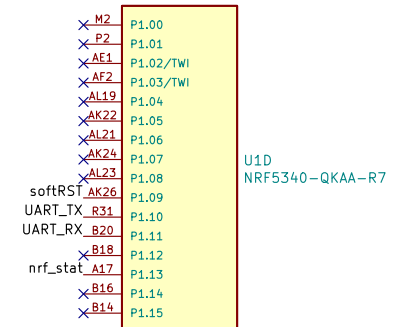 M2 P1.00
P2 P1.01
AE1 P1.02/TWI
AF2 P1.03/TWI
AL19 P1.04
AK22 P1.05
AL21 P1.06
AK24 P1.07
AL23 P1.08
softRST AK26 P1.09
UART_TX R31 P1.10
UART_RX B20 P1.11
B18 P1.12
nrf_stat A17 P1.13
B16 P1.14
B14 P1.15
U1D
NRF5340-QKAA-R7